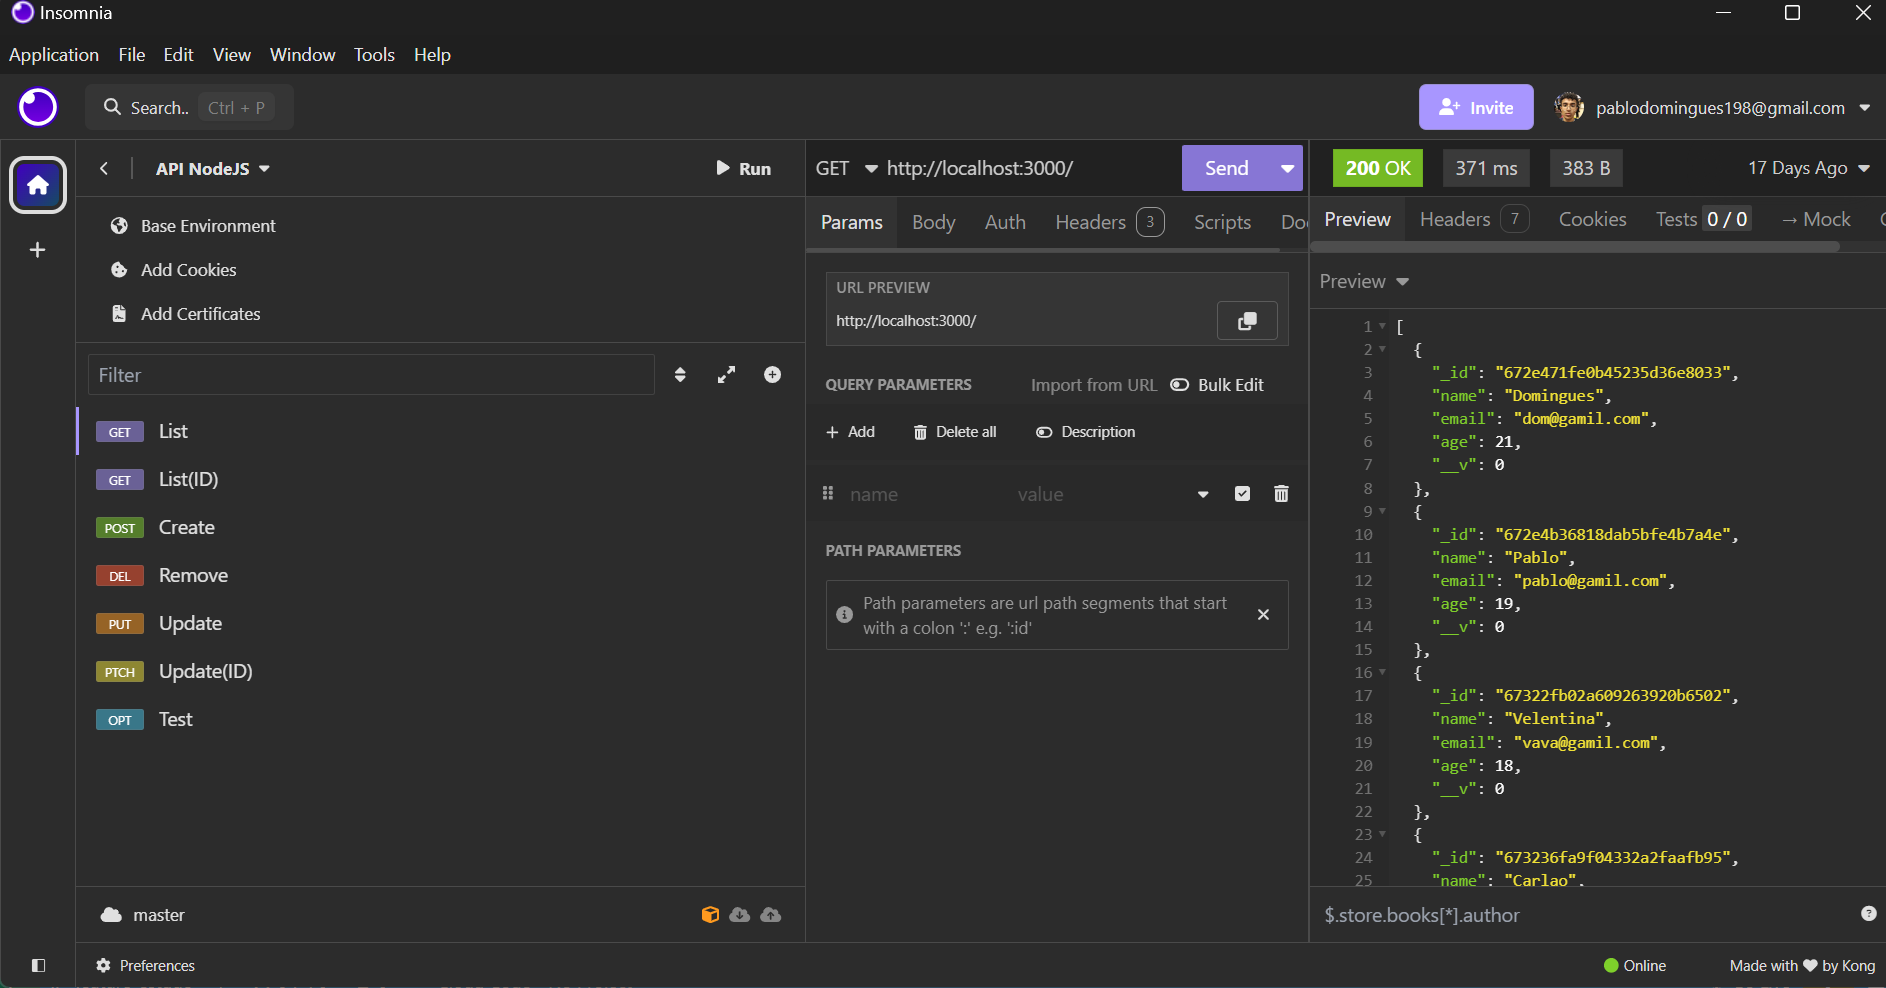 Insomnia
Application File Edit View Window Tools Help
Search.. Ctrl + P
Invite
pablodomingues198@gmail.com
API NodeJS
Run
Base Environment
Add Cookies
Add Certificates
Filter
GET List
GET List(ID)
POST Create
DEL Remove
PUT Update
PTCH Update(ID)
OPT Test
master
GET http://localhost:3000/ Send
Params Body Auth Headers 3 Scripts
URL PREVIEW
http://localhost:3000/
QUERY PARAMETERS Import from URL Bulk Edit
+ Add Delete all Description
name value
PATH PARAMETERS
Path parameters are url path segments that start
with a colon ':' e.g. ':id'
200 OK 371 ms 383 B 17 Days Ago
Preview Headers 7 Cookies Tests 0 / 0 → Mock
Preview
1 [
2 {
3 "_id": "672e471fe0b45235d36e8033",
4 "name": "Domingues",
5 "email": "dom@gamil.com",
6 "age": 21,
7 "__v": 0
8 },
9 {
10 "_id": "672e4b36818dab5bfe4b7a4e",
11 "name": "Pablo",
12 "email": "pablo@gamil.com",
13 "age": 19,
14 "__v": 0
15 },
16 {
17 "_id": "67322fb02a609263920b6502",
18 "name": "Velentina",
19 "email": "vava@gamil.com",
20 "age": 18,
21 "__v": 0
22 },
23 {
24 "_id": "673236fa9f04332a2faafb95",
25 "name": "Carlao",
$.store.books[*].author
Preferences
Online
Made with ❤ by Kong